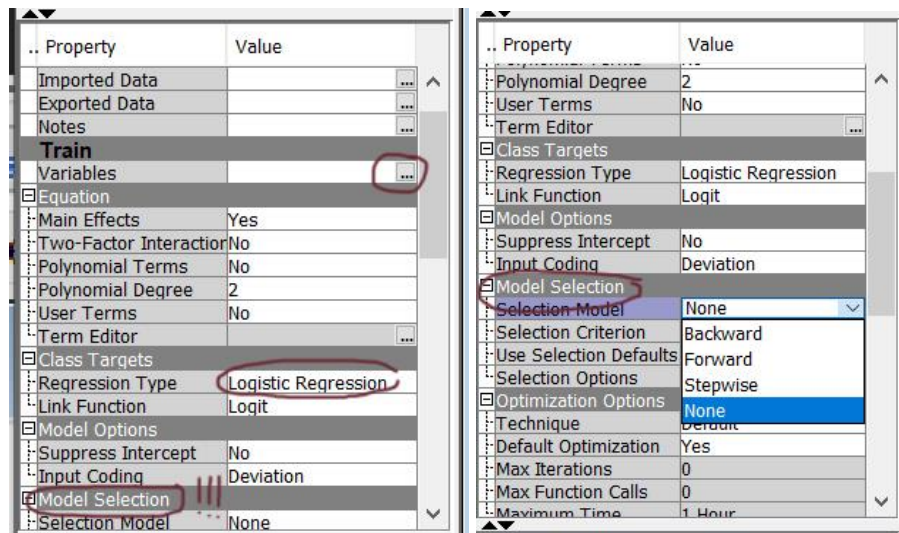 .. Property Value
Imported Data ...
Exported Data ...
Notes ...
Train
Variables ...
Equation
Main Effects Yes
Two-Factor Interaction No
Polynomial Terms No
Polynomial Degree 2
User Terms No
Term Editor ...
Class Targets
Regression Type Logistic Regression
Link Function Logit
Model Options
Suppress Intercept No
Input Coding Deviation
Model Selection !!!
Selection Model None
.. Property Value
Polynomial Degree 2
User Terms No
Term Editor ...
Class Targets
Regression Type Logistic Regression
Link Function Logit
Model Options
Suppress Intercept No
Input Coding Deviation
Model Selection
Selection Model None
Selection Criterion Backward
Use Selection Defaults Forward
Selection Options Stepwise
Optimization Options None
Technique Default
Default Optimization Yes
Max Iterations 0
Max Function Calls 0
Maximum Time 1 Hour